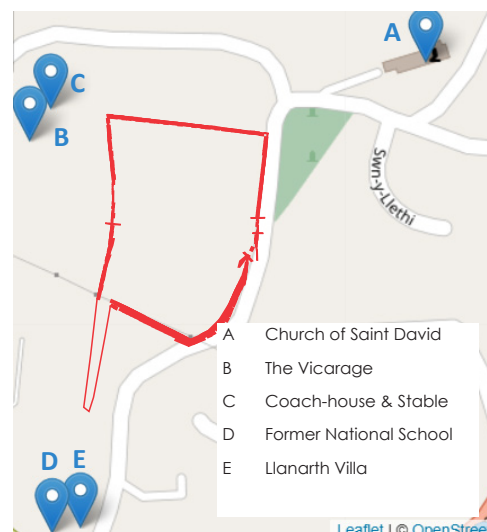 A
C
B
Swn-y-Llethi
A Church of Saint David
B The Vicarage
C Coach-house & Stable
D Former National School
E Llanarth Villa
D E
Leaflet | © OpenStree